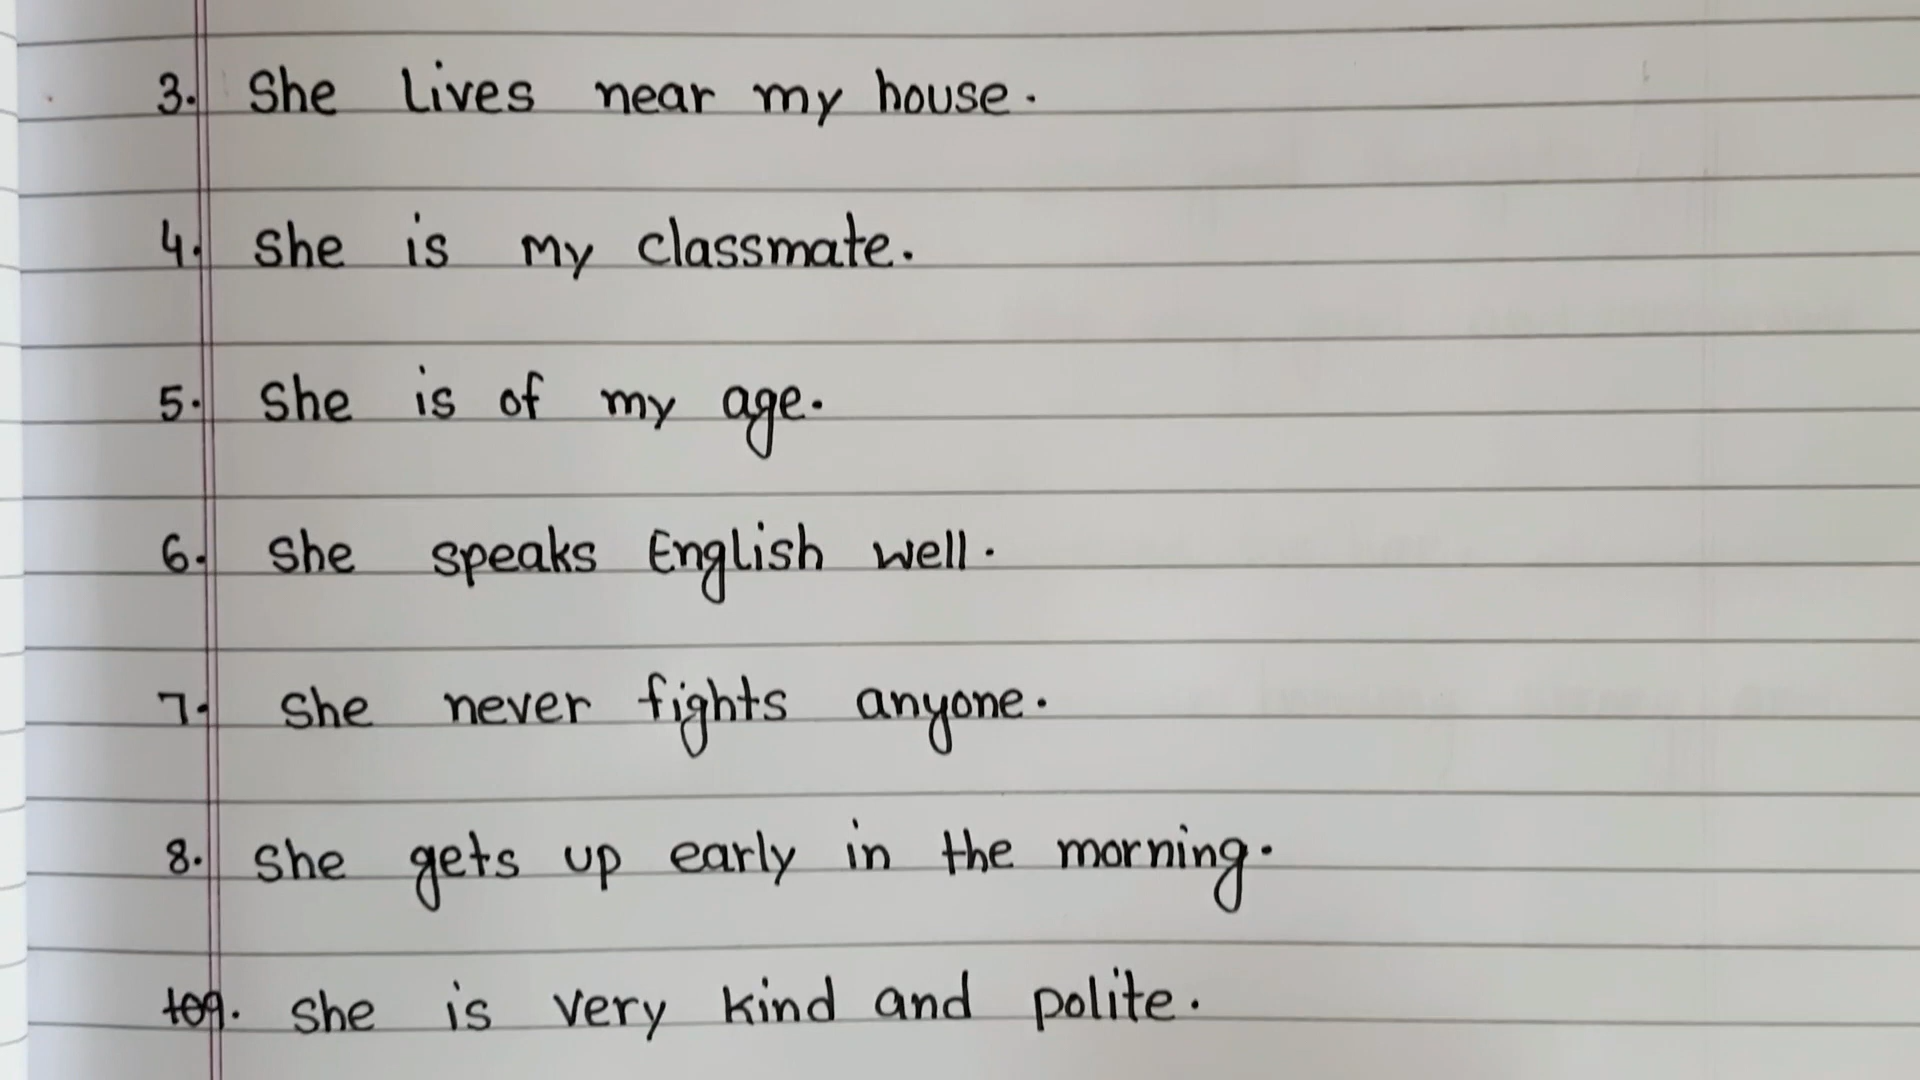 3. She lives near my house.
4. She is my classmate.
5. She is of my age.
6. She speaks English well.
7. She never fights anyone.
8. She gets up early in the morning.
9. She is very kind and polite.